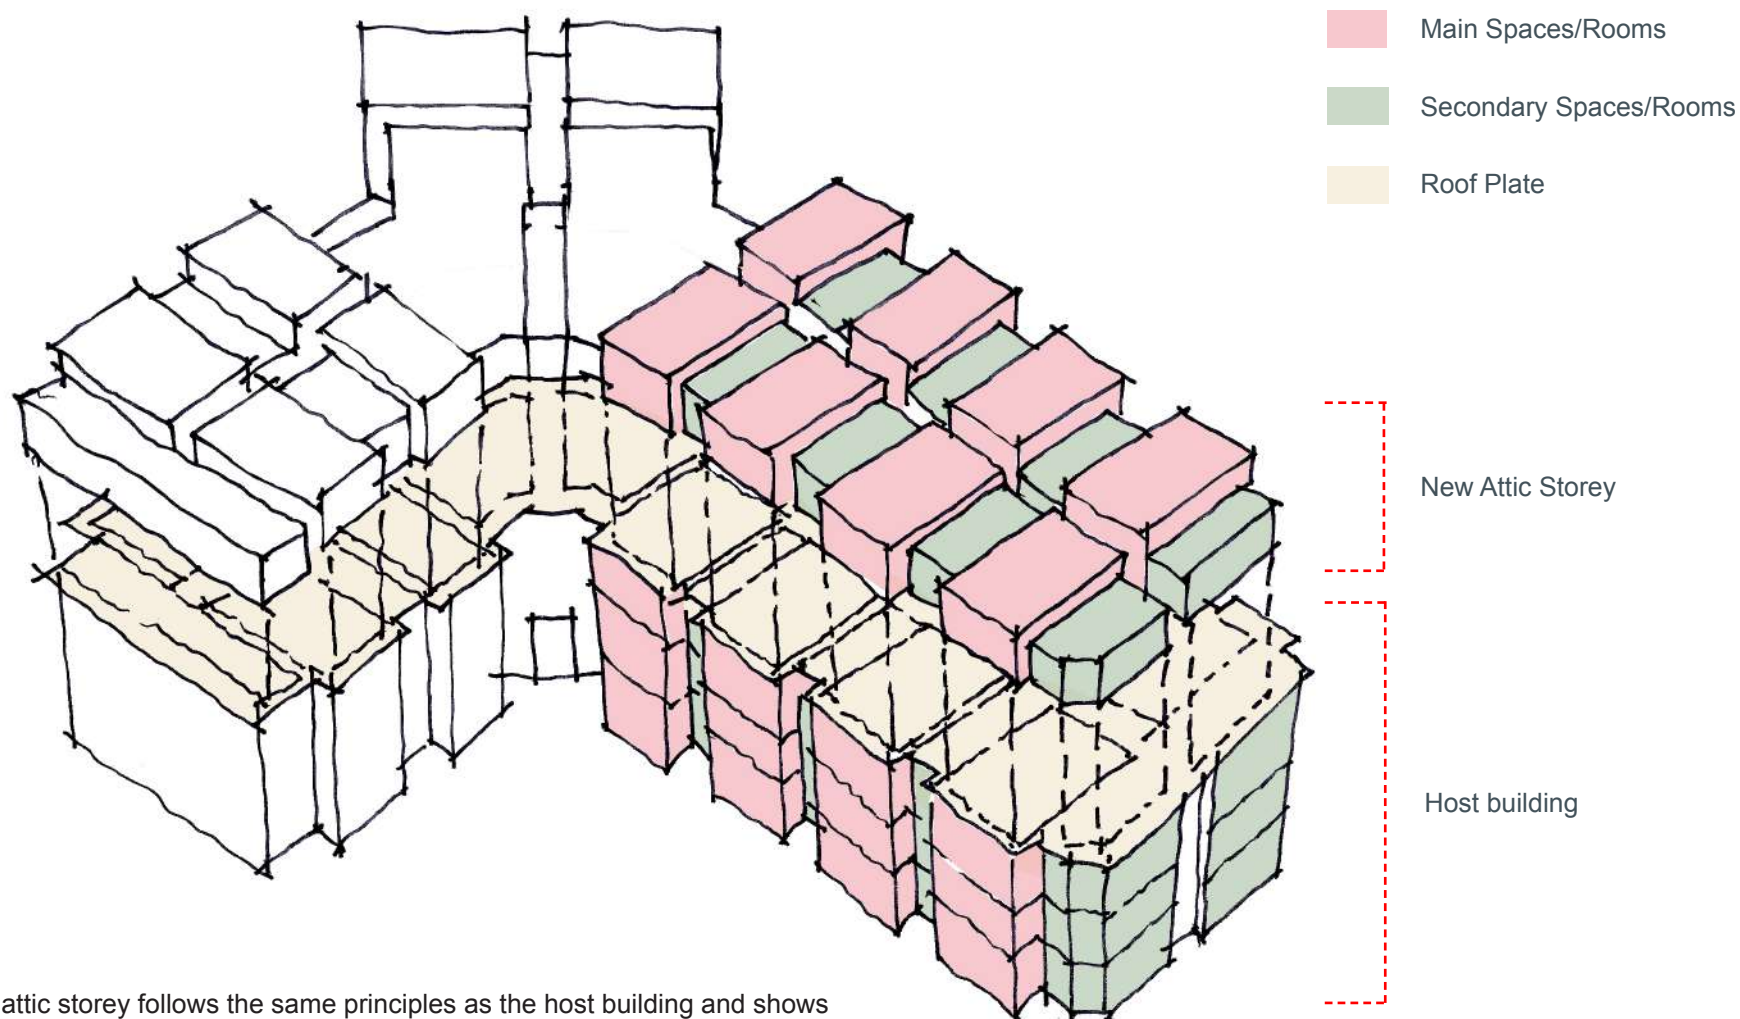 Main Spaces/Rooms
Secondary Spaces/Rooms
Roof Plate
New Attic Storey
Host building
attic storey follows the same principles as the host building and shows